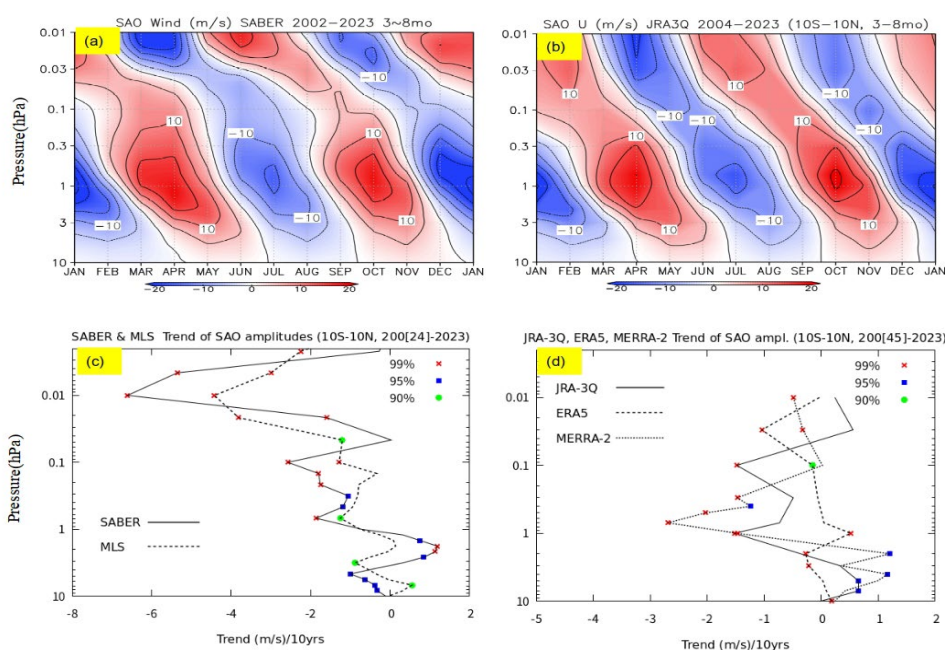 SAO Wind (m/s) SABER 2002-2023 3~8mo
(a)
0.01
0.03
0.1
0.3
1
3
10
Pressure(hPa)
10
-10
10
-10
10
-10
10
-10
10
JAN FEB MAR APR MAY JUN JUL AUG SEP OCT NOV DEC JAN
-20 -10 0 10 20
SAO U (m/s) JRA3Q 2004-2023 (10S-10N, 3-8mo)
(b)
0.01
0.03
0.1
0.3
1
3
10
10
-10
10
-10
10
-10
10
-10
10
-10
10
JAN FEB MAR APR MAY JUN JUL AUG SEP OCT NOV DEC JAN
-20 -10 0 10 20
SABER & MLS Trend of SAO amplitudes (10S-10N, 200[24]-2023)
(c)
99%
95%
90%
0.01
0.1
1
10
Pressure(hPa)
SABER
MLS
-8 -6 -4 -2 0 2
Trend (m/s)/10yrs
JRA-3Q, ERA5, MERRA-2 Trend of SAO ampl. (10S-10N, 200[45]-2023)
(d)
99%
95%
90%
JRA-3Q
ERA5
MERRA-2
0.01
0.1
1
10
-5 -4 -3 -2 -1 0 1 2
Trend (m/s)/10yrs